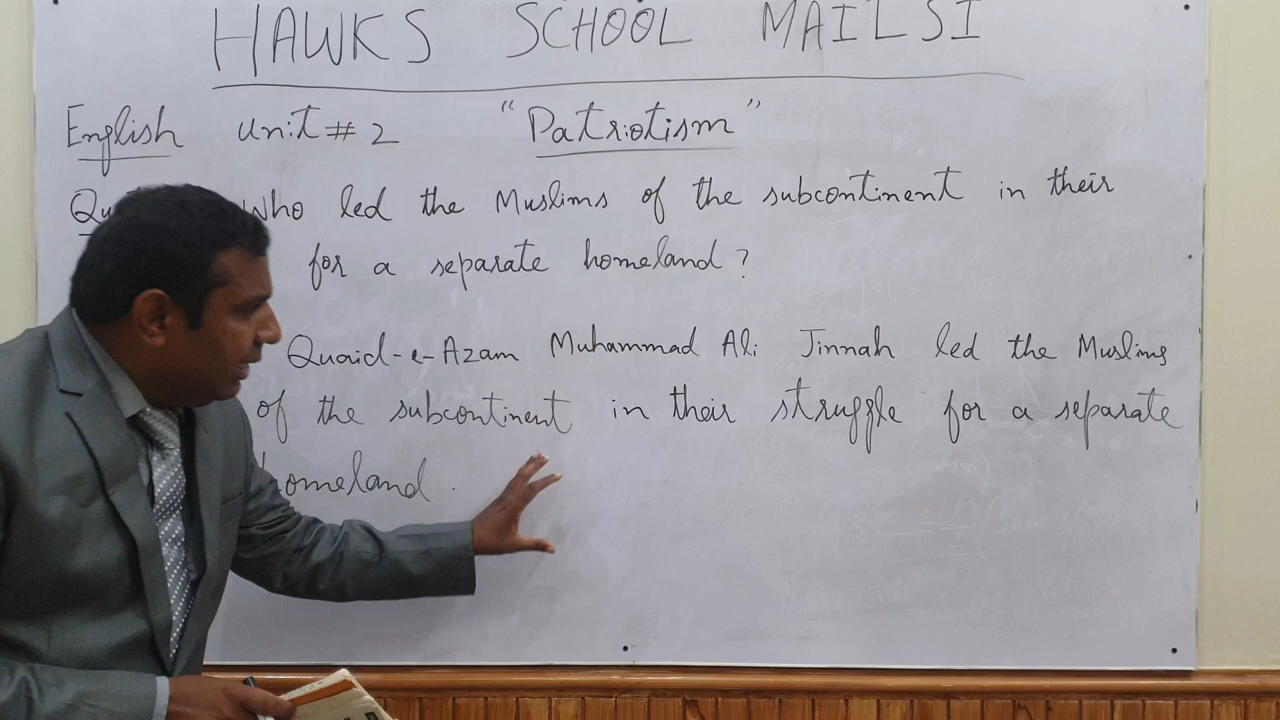 HAWKS SCHOOL MAILSI
English Unit # 2 "Patriotism"
Who led the Muslims of the subcontinent in their
for a separate homeland?
Quaid-e-Azam Muhammad Ali Jinnah led the Muslims
of the subcontinent in their struggle for a separate
homeland.